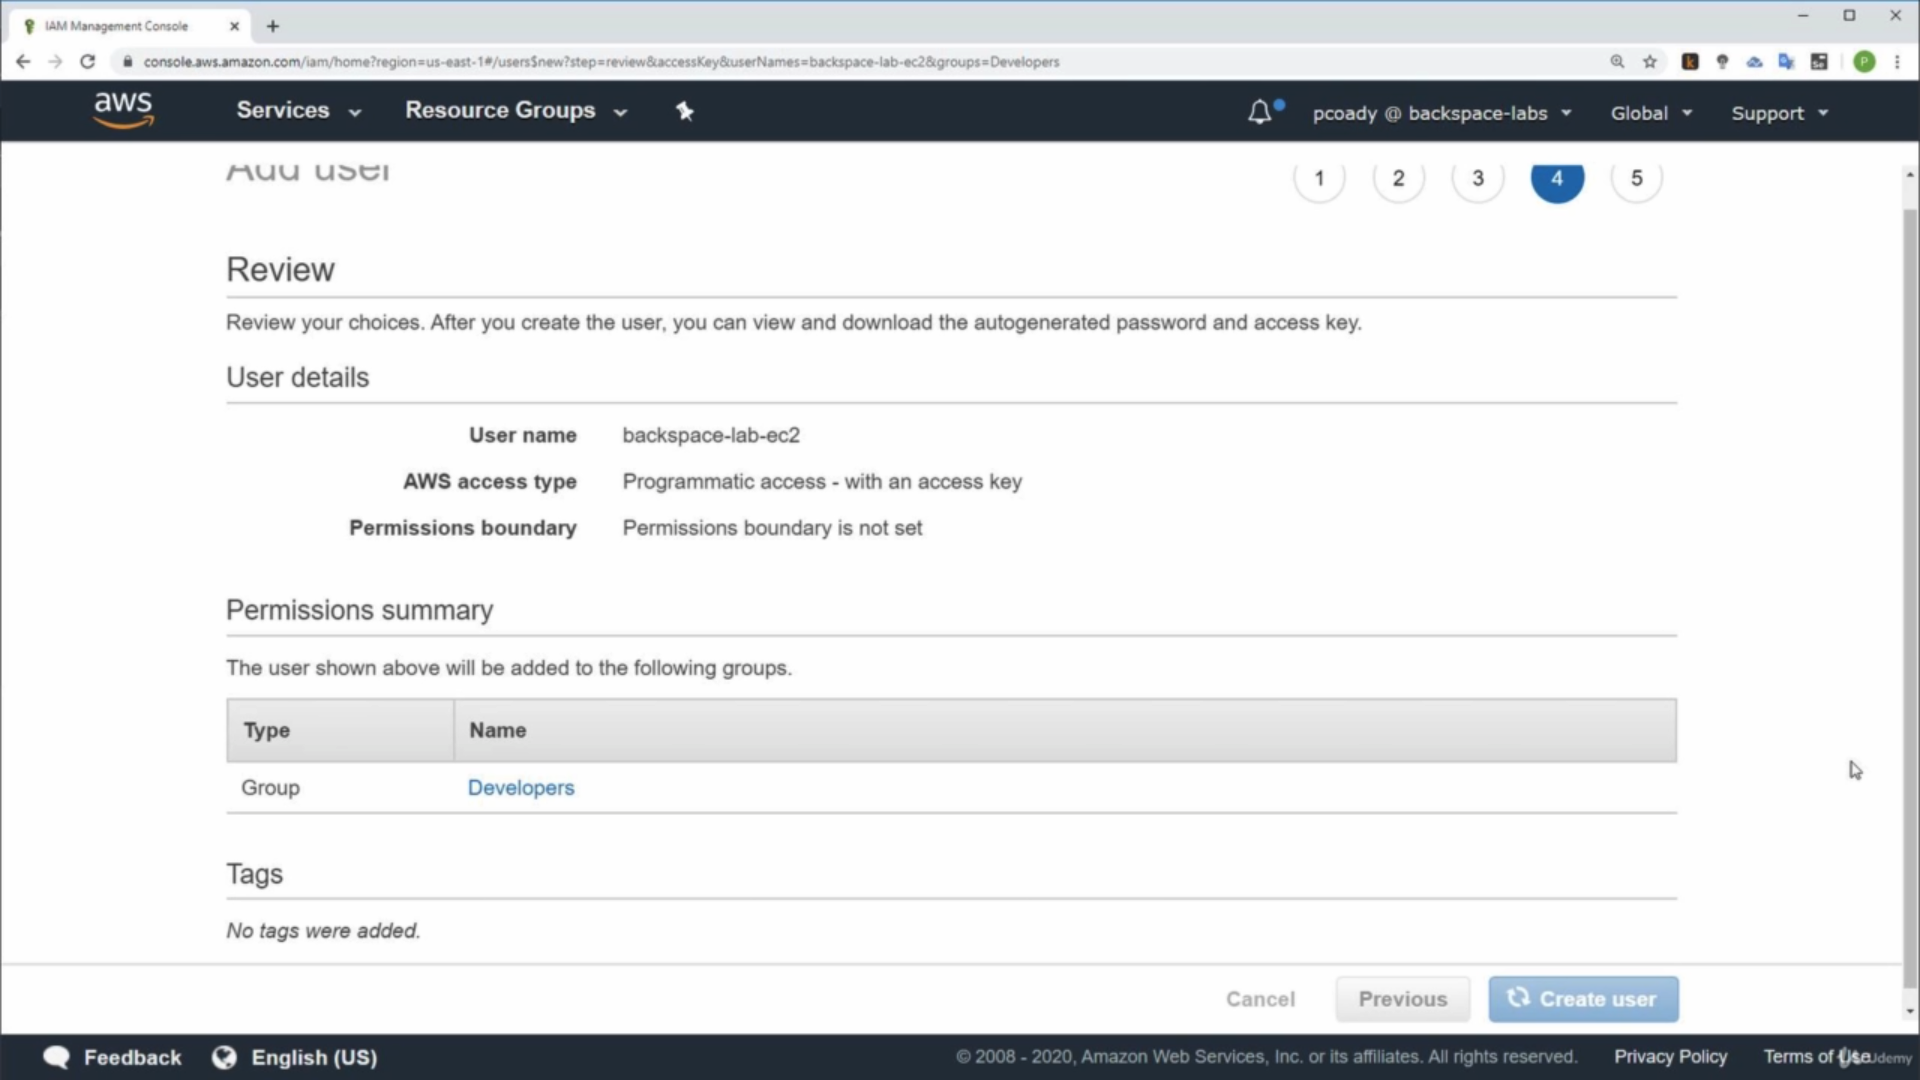 IAM Management Console
console.aws.amazon.com/iam/home?region=us-east-1#/users$new?step=review&accessKey&userNames=backspace-lab-ec2&groups=Developers
aws Services Resource Groups pcoady @ backspace-labs Global Support
Add user 1 2 3 4 5
Review
Review your choices. After you create the user, you can view and download the autogenerated password and access key.
User details
User name backspace-lab-ec2
AWS access type Programmatic access - with an access key
Permissions boundary Permissions boundary is not set
Permissions summary
The user shown above will be added to the following groups.
Type Name
Group Developers
Tags
No tags were added.
Cancel Previous Create user
Feedback English (US) © 2008 - 2020, Amazon Web Services, Inc. or its affiliates. All rights reserved. Privacy Policy Terms of Use
Udemy